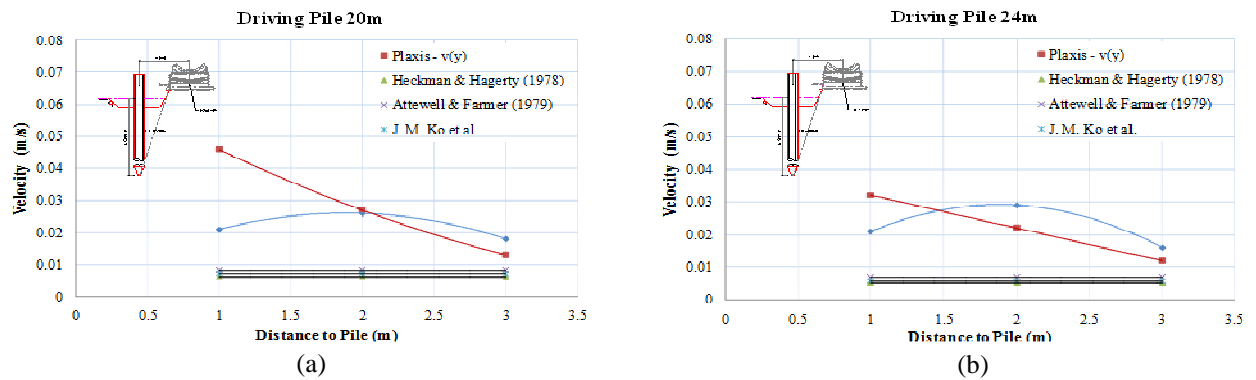 Driving Pile 20m
0.08
0.07
0.06
0.05
0.04
0.03
0.02
0.01
0
Velocity (m/s)
Plaxis - v(y)
Heckman & Hagerty (1978)
Attewell & Farmer (1979)
J. M. Ko et al.
0
0.5
1
1.5
2
2.5
3
3.5
Distance to Pile (m)
(a)
Driving Pile 24m
0.08
0.07
0.06
0.05
0.04
0.03
0.02
0.01
0
Velocity (m/s)
Plaxis - v(y)
Heckman & Hagerty (1978)
Attewell & Farmer (1979)
J. M. Ko et al.
0
0.5
1
1.5
2
2.5
3
3.5
Distance to Pile (m)
(b)